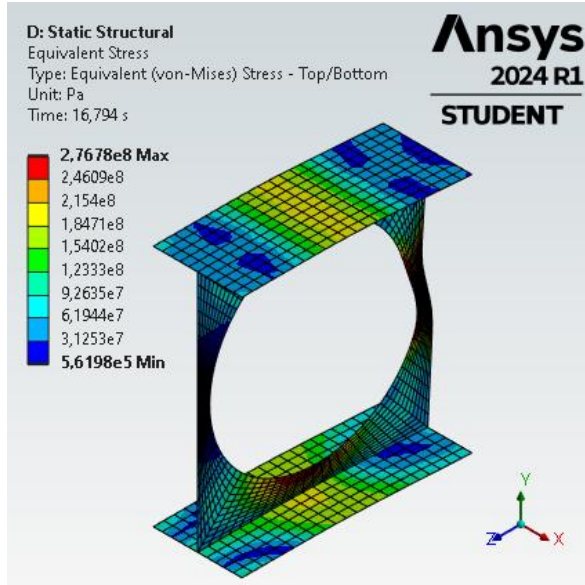 D: Static Structural
Equivalent Stress
Type: Equivalent (von-Mises) Stress - Top/Bottom
Unit: Pa
Time: 16,794 s
2,7678e8 Max
2,4609e8
2,154e8
1,8471e8
1,5402e8
1,2333e8
9,2635e7
6,1944e7
3,1253e7
5,6198e5 Min
Ansys
2024 R1
STUDENT
Y
Z
X